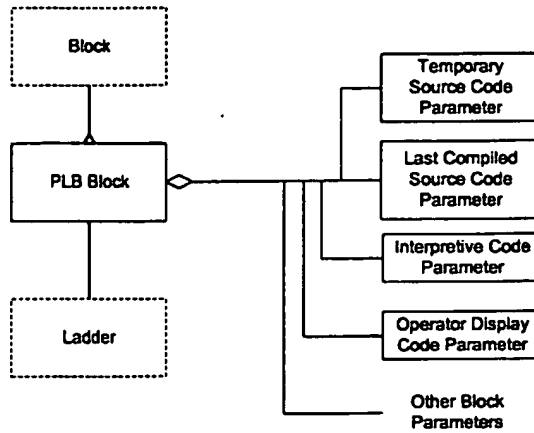 Block
PLB Block
Ladder
Temporary
Source Code
Parameter
Last Compiled
Source Code
Parameter
Interpretive Code
Parameter
Operator Display
Code Parameter
Other Block
Parameters